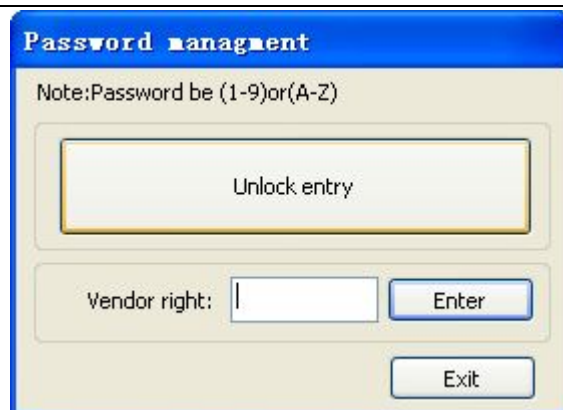 Password managment
Note:Password be (1-9)or(A-Z)
Unlock entry
Vendor right:
Enter
Exit